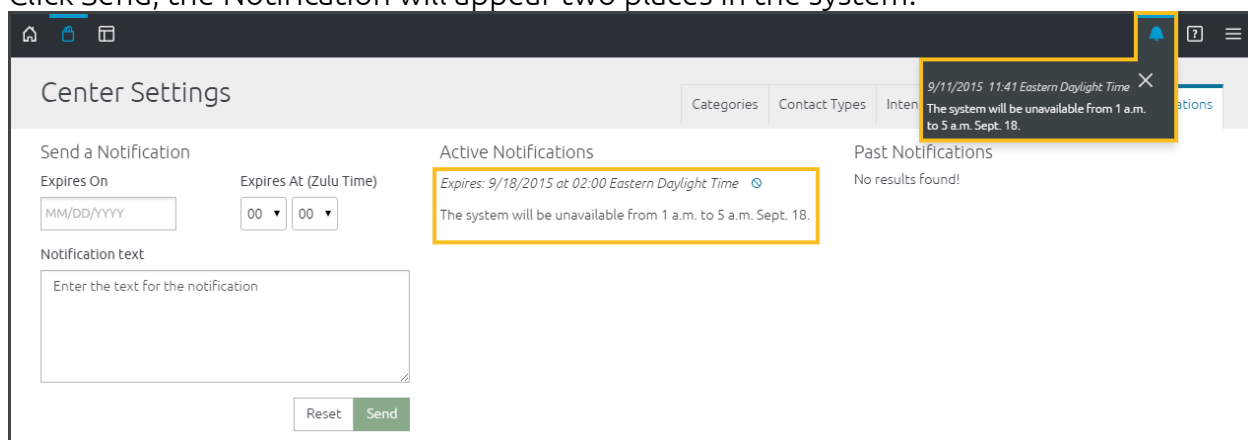 Click Send, the Notification will appear two places in the system.
?
Center Settings
Categories
Contact Types
Inten
ations
9/11/2015 11:41 Eastern Daylight Time
The system will be unavailable from 1 a.m.
to 5 a.m. Sept. 18.
Send a Notification
Expires On
Expires At (Zulu Time)
MM/DD/YYYY
00
00
Notification text
Enter the text for the notification
Reset
Send
Active Notifications
Expires: 9/18/2015 at 02:00 Eastern Daylight Time
The system will be unavailable from 1 a.m. to 5 a.m. Sept. 18.
Past Notifications
No results found!